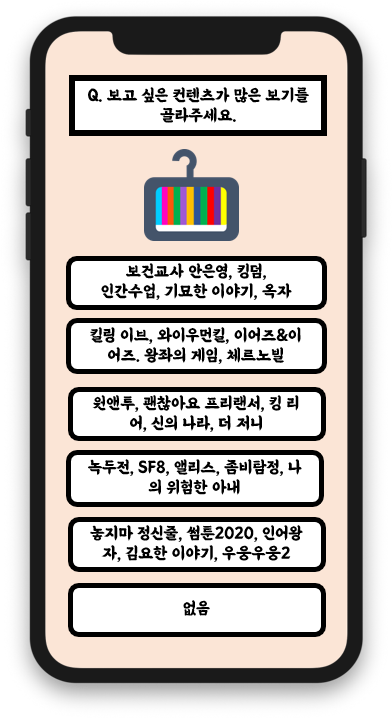 Q. 보고 싶은 컨텐츠가 많은 보기를
골라주세요.
보건교사 안은영, 킹덤,
인간수업, 기묘한 이야기, 옥자
킬링 이브, 와이우먼킬, 이어즈&이
어즈. 왕좌의 게임, 체르노빌
원앤투, 괜찮아요 프리랜서, 킹 리
어, 신의 나라, 더 저니
녹두전, SF8, 앨리스, 좀비탐정, 나
의 위험한 아내
놓지마 정신줄, 썸툰2020, 인어왕
자, 김요한 이야기, 우웅우웅2
없음